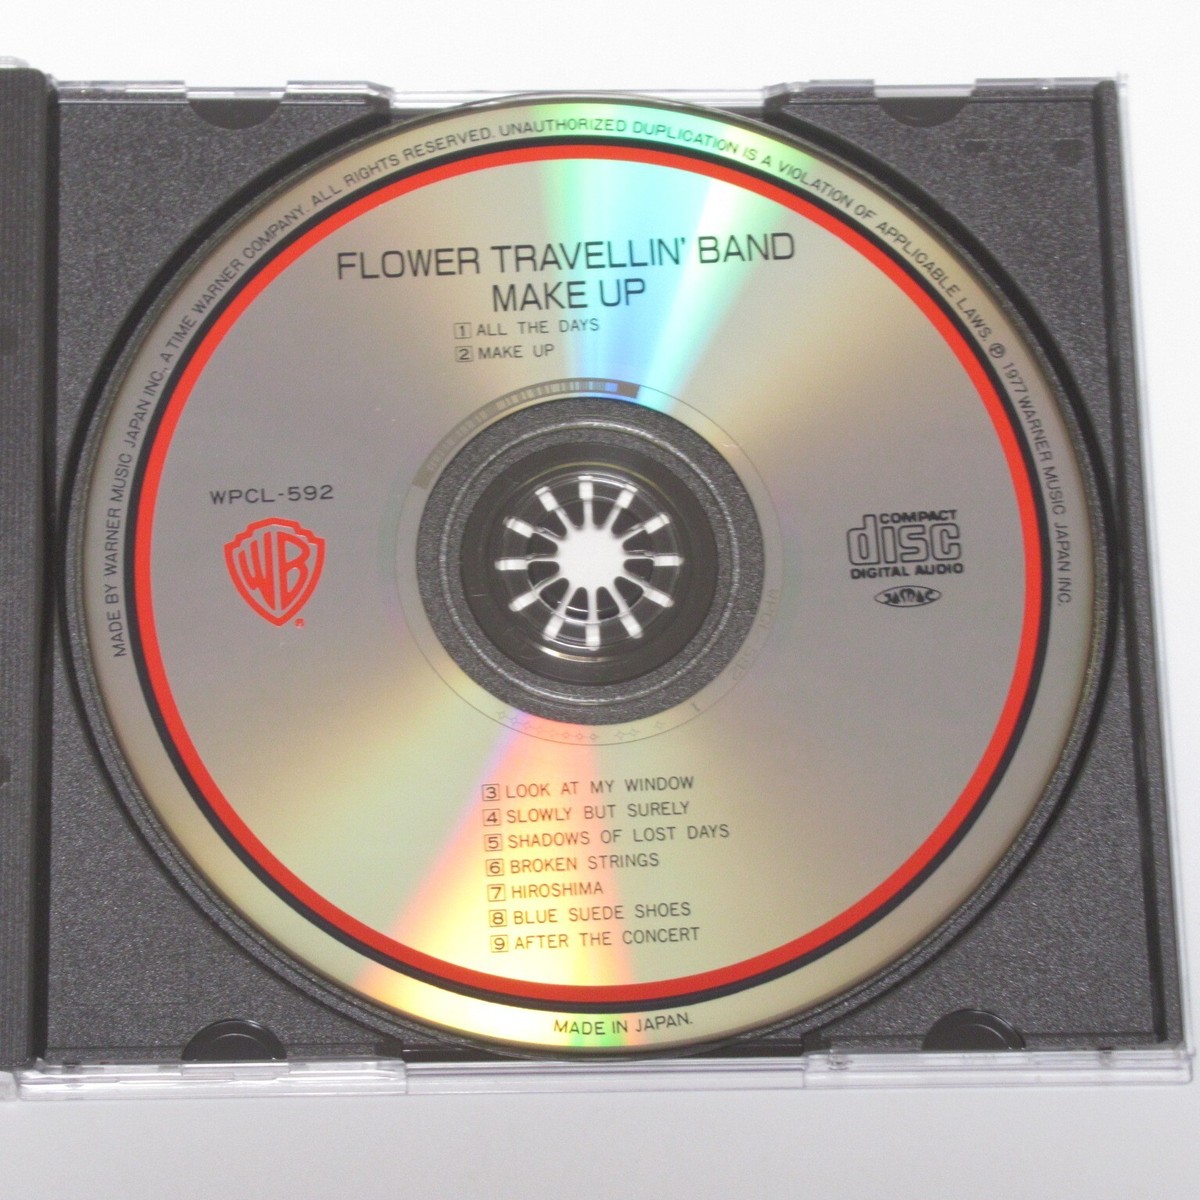 FLOWER TRAVELLIN' BAND
MAKE UP
1 ALL THE DAYS
2 MAKE UP
WPCL-592
WB
®
COMPACT
disc
DIGITAL AUDIO
JASRAC
3 LOOK AT MY WINDOW
4 SLOWLY BUT SURELY
5 SHADOWS OF LOST DAYS
6 BROKEN STRINGS
7 HIROSHIMA
8 BLUE SUEDE SHOES
9 AFTER THE CONCERT
MADE BY WARNER MUSIC JAPAN INC., A TIME WARNER COMPANY. ALL RIGHTS RESERVED. UNAUTHORIZED DUPLICATION IS A VIOLATION OF APPLICABLE LAWS. ℗ 1977 WARNER MUSIC JAPAN INC.
MADE IN JAPAN.